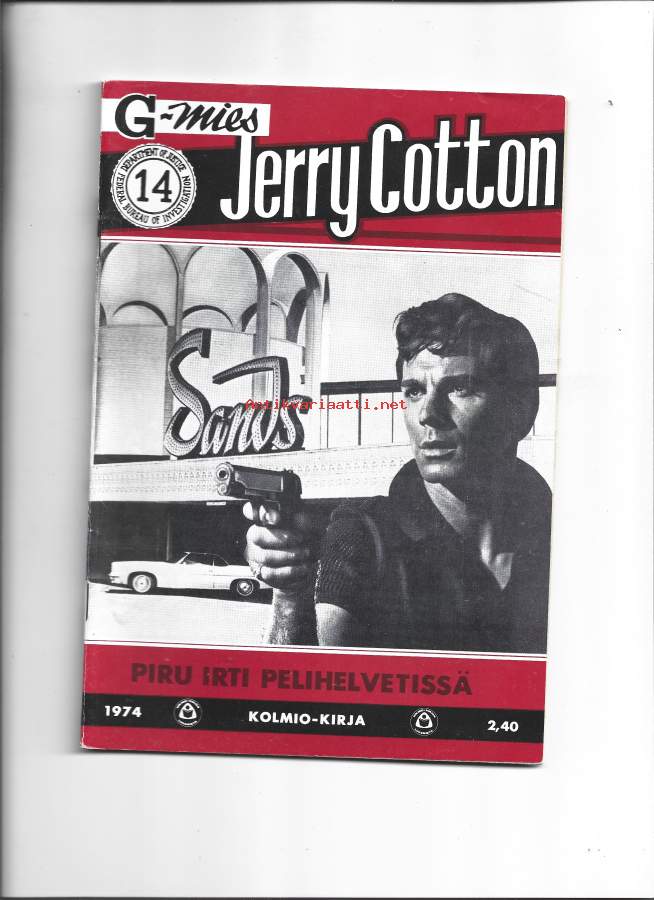 G-mies
Jerry Cotton
DEPARTMENT OF JUSTICE
14
FEDERAL BUREAU OF INVESTIGATION
Sands
Antikvariaatti.net
PIRU IRTI PELIHELVETISSÄ
1974 KOLMIO-KIRJA 2,40